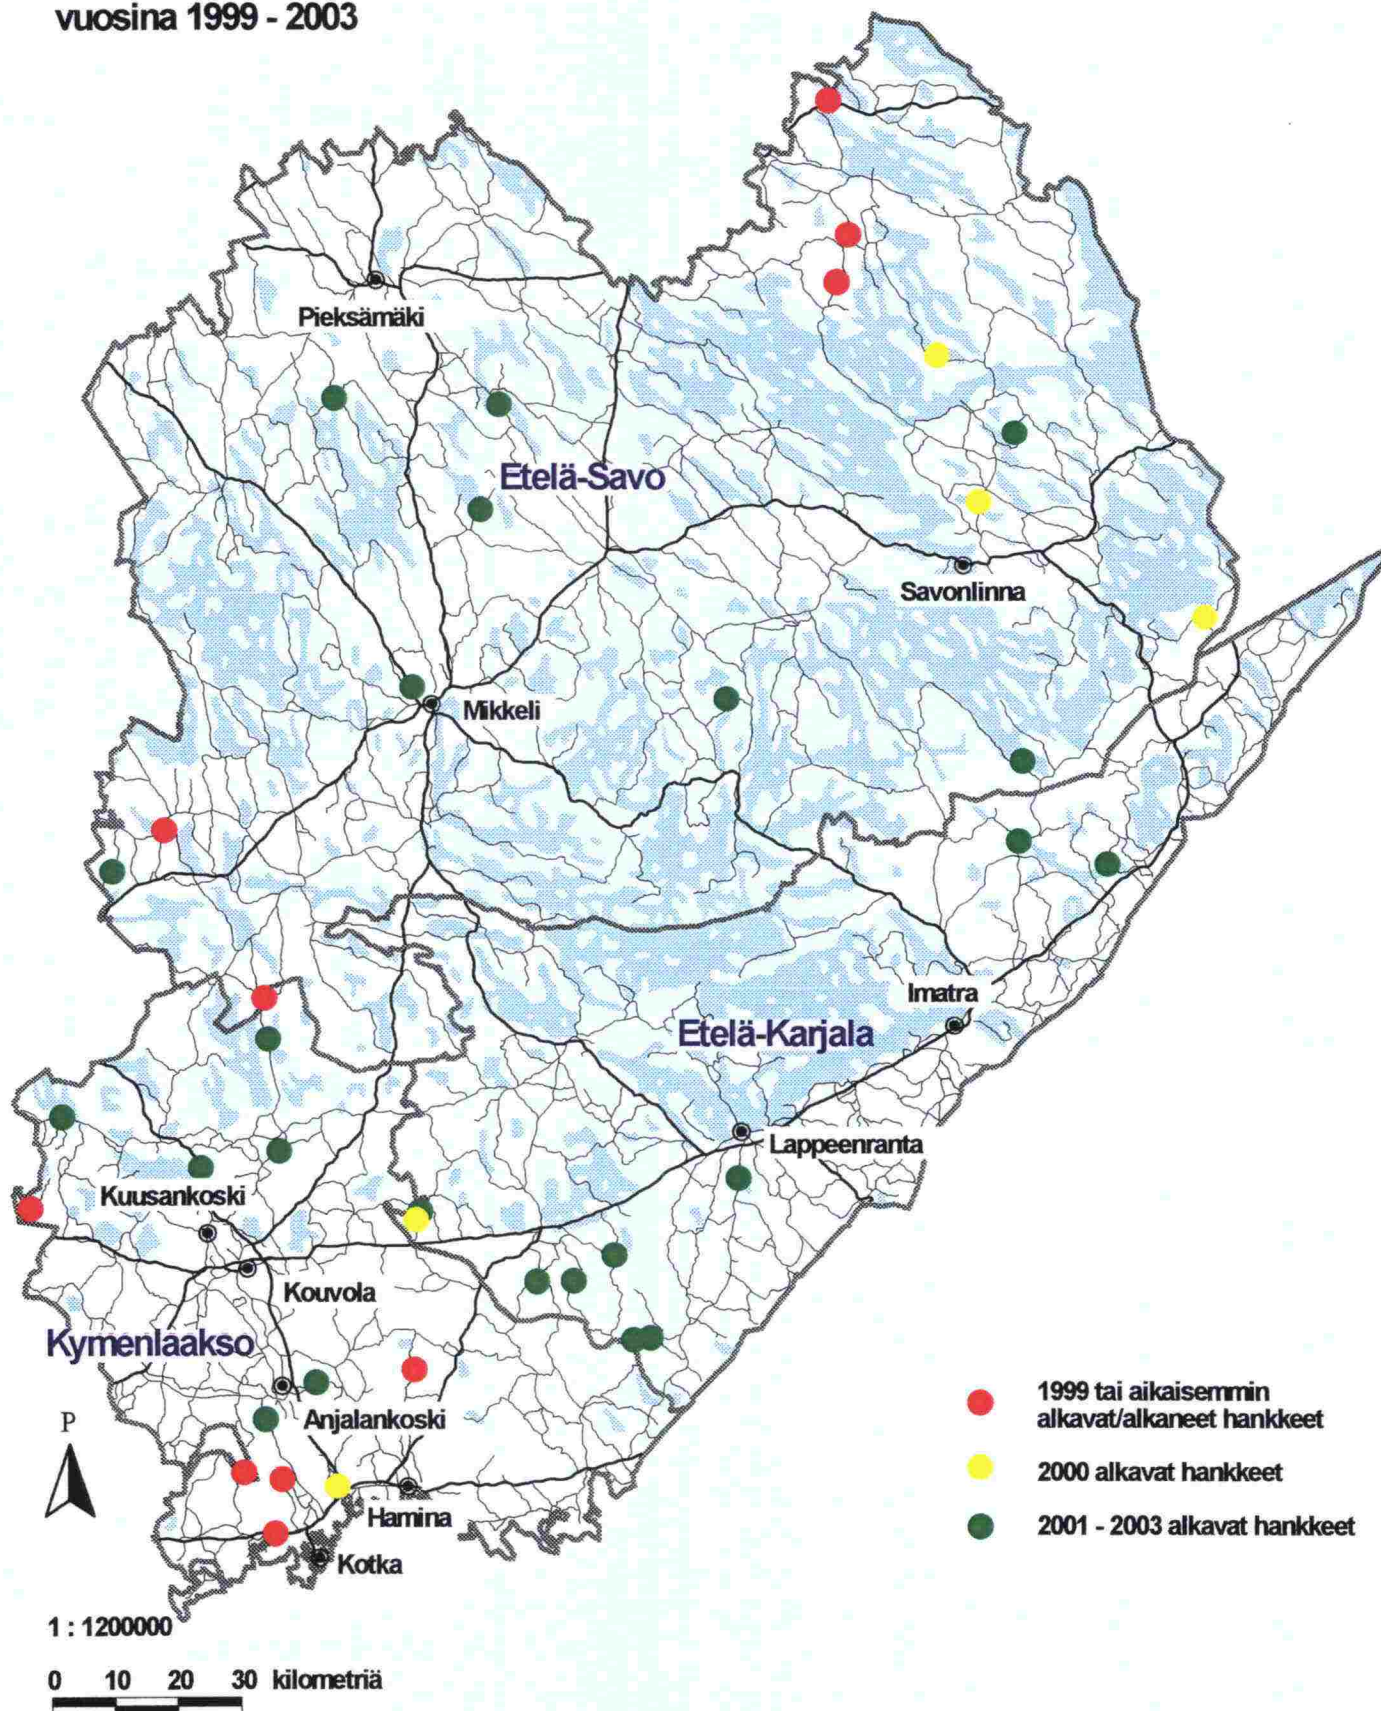 vuosina 1999 - 2003
Pieksämäki
Etelä-Savo
Savonlinna
Mikkeli
Imatra
Etelä-Karjala
Lappeenranta
Kuusankoski
Kouvola
Kymenlaakso
Anjalankoski
Hamina
Kotka
P
1999 tai aikaisemmin
alkavat/alkaneet hankkeet
2000 alkavat hankkeet
2001 - 2003 alkavat hankkeet
1 : 1200000
0 10 20 30 kilometriä